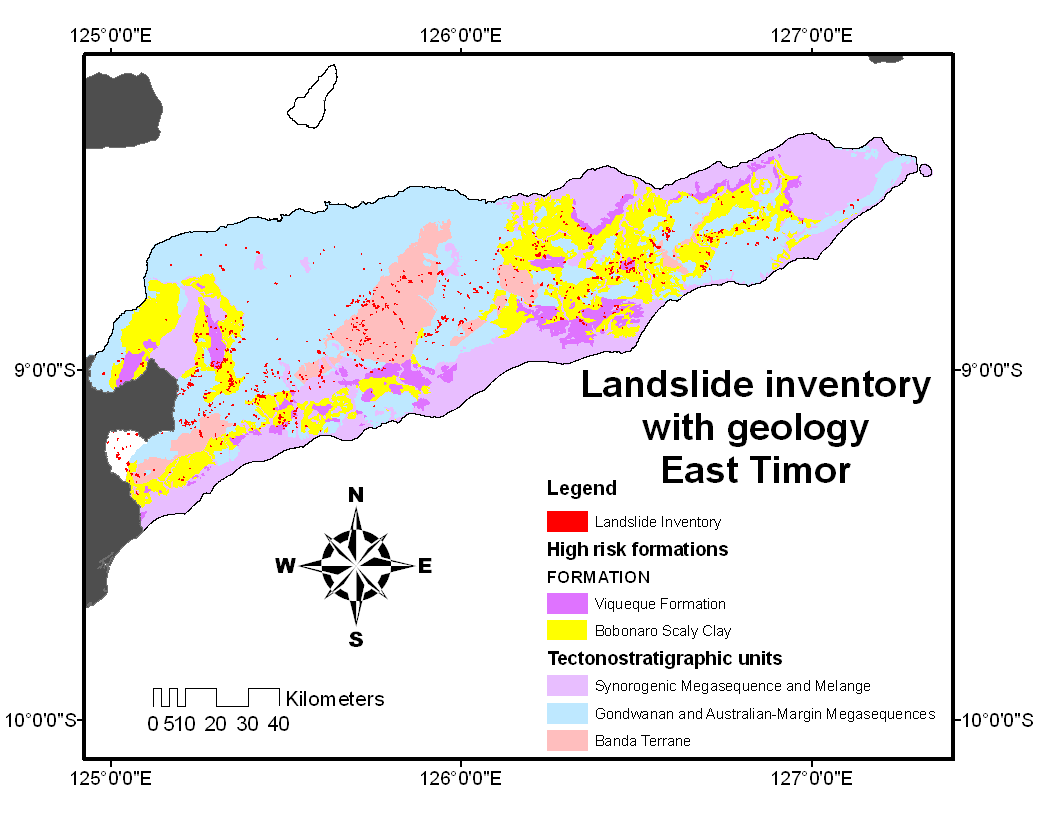 125°0'0"E 126°0'0"E 127°0'0"E
9°0'0"S 9°0'0"S
Landslide inventory
with geology
East Timor
Legend
Landslide Inventory
High risk formations
FORMATION
Viqueque Formation
Bobonaro Scaly Clay
Tectonostratigraphic units
Synorogenic Megasequence and Melange
Gondwanan and Australian-Margin Megasequences
Banda Terrane
N
W E
S
Kilometers
0 510 20 30 40
10°0'0"S 10°0'0"S
125°0'0"E 126°0'0"E 127°0'0"E